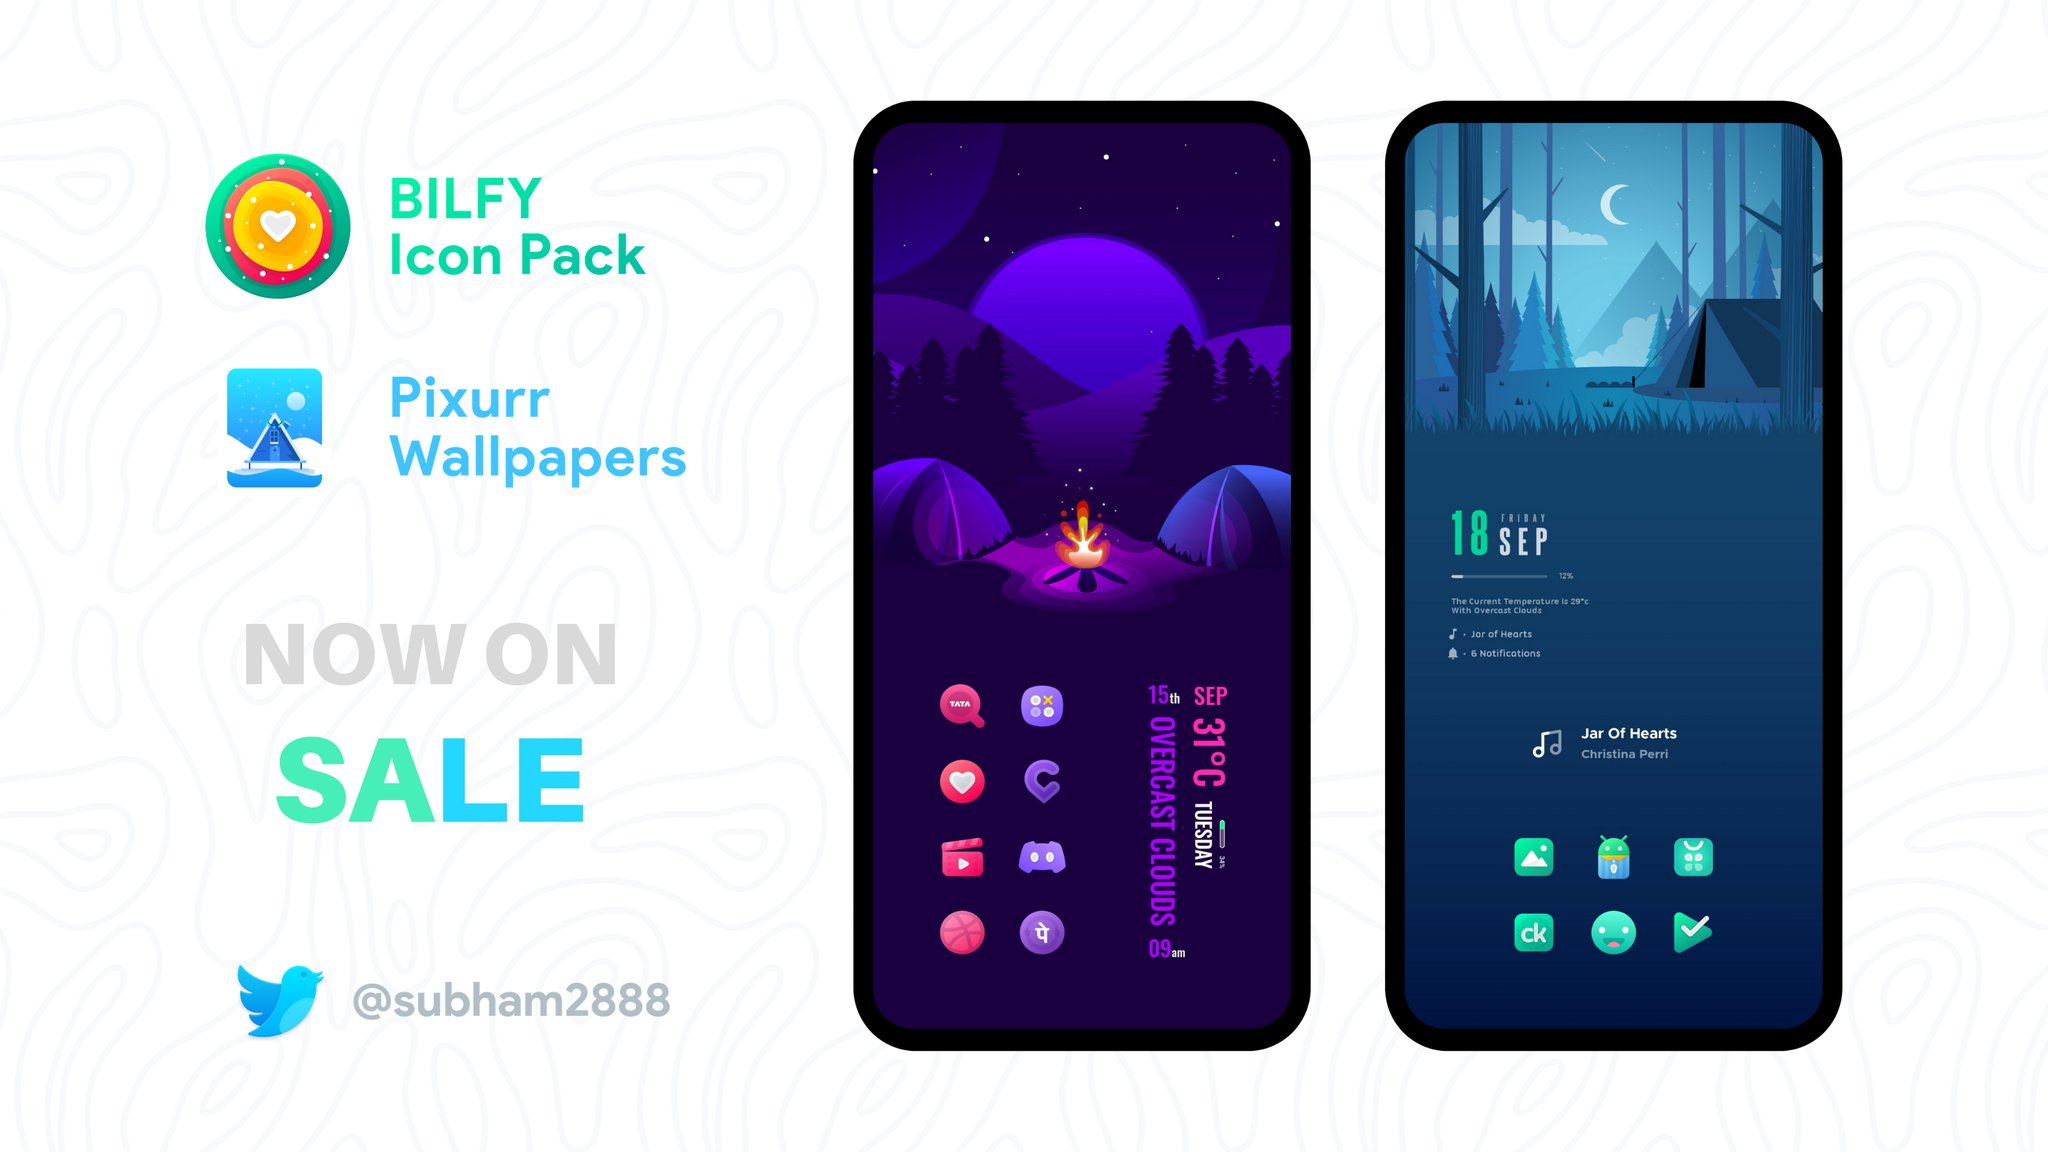 BILFY
Icon Pack
Pixurr
Wallpapers
NOW ON
SALE
@subham2888
TATA
पे
15th
SEP
OVERCAST CLOUDS
31°C
TUESDAY
34%
09am
18
FRIDAY
SEP
12%
The Current Temperature Is 29°c
With Overcast Clouds
Jar of Hearts
6 Notifications
Jar Of Hearts
Christina Perri
ck